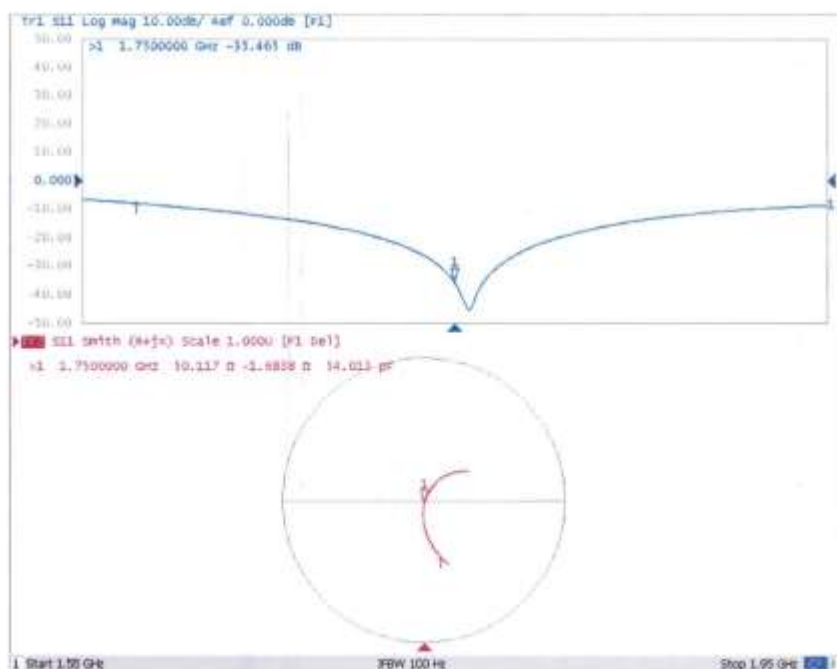 Tr1 S11 Log Mag 10.00dB/ Ref 0.000dB [F1]
50.00
>1 1.7500000 GHz -35.465 dB
40.00
30.00
20.00
10.00
0.000
-10.00
-20.00
-30.00
1
-40.00
-50.00
S11 Smith (R+jX) Scale 1.000U [F1 Del]
>1 1.7500000 GHz 50.117 Ω -1.6838 Ω 54.013 pF
1
1 Start 1.55 GHz
IFBW 100 Hz
Stop 1.95 GHz